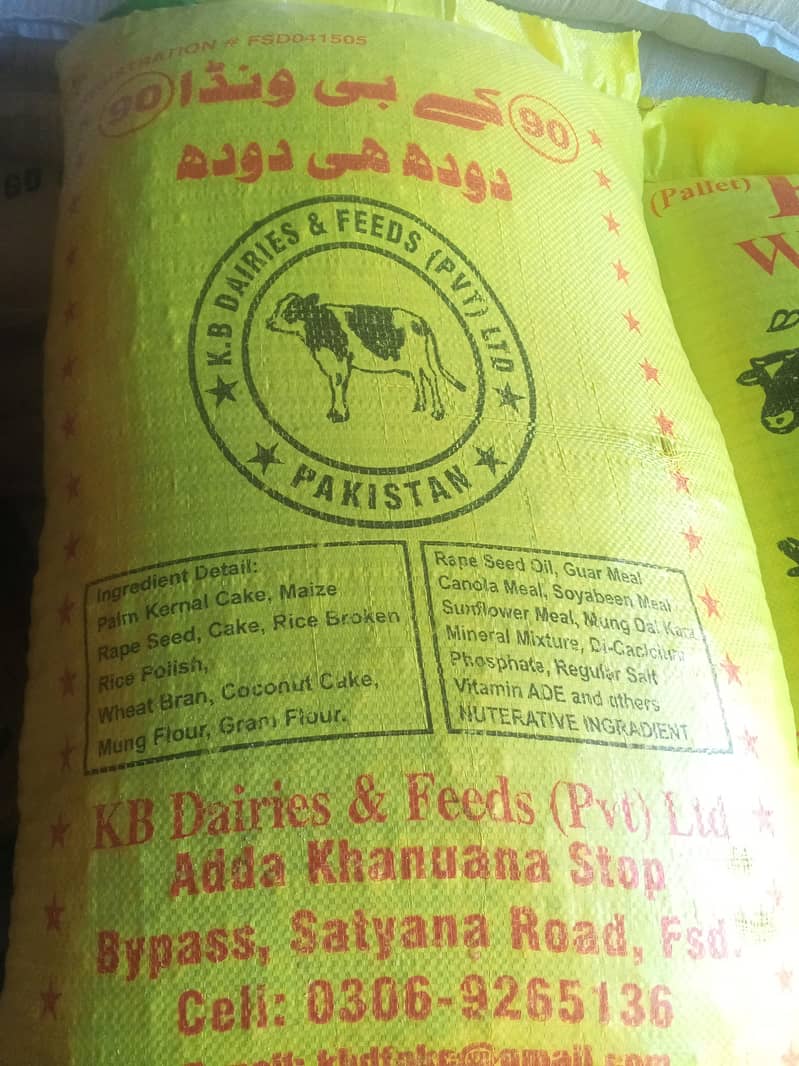 REGISTRATION # FSD041505
90 کے بی ونڈا 90
دودھ ھی دودھ
K.B DAIRIES & FEEDS (PVT) LTD
PAKISTAN
Ingredient Detail:
Palm Kernal Cake, Maize
Rape Seed, Cake, Rice Broken
Rice Polish,
Wheat Bran, Coconut Cake,
Mung Flour, Gram Flour.
Rape Seed Oil, Guar Meal
Canola Meal, Soyabeen Meal
Sunflower Meal, Mung Dal Kara
Mineral Mixture, Di-Caclcium
Phosphate, Regular Salt
Vitamin ADE and others
NUTERATIVE INGRADIENT
KB Dairies & Feeds (Pvt) Ltd
Adda Khanuana Stop
Bypass, Satyana Road, Fsd.
Cell: 0306-9265136
(Pallet)
60